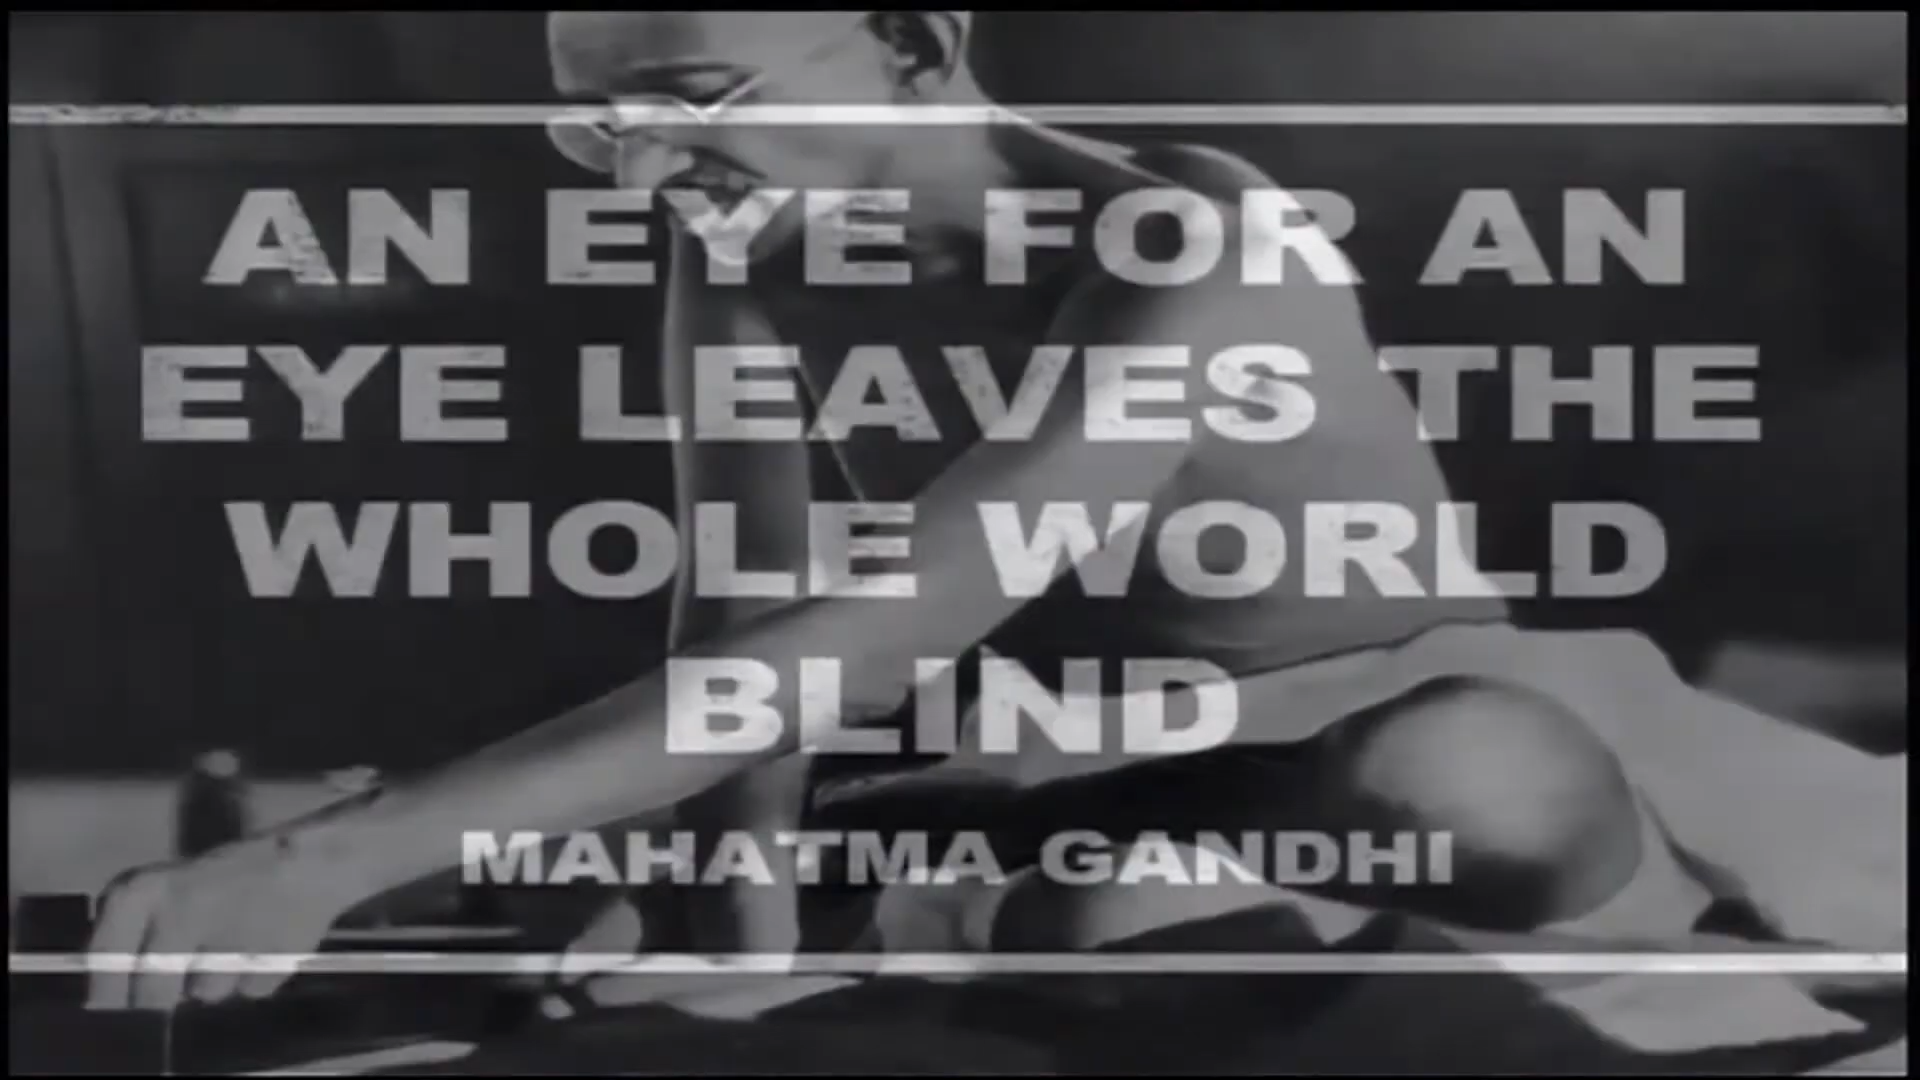 AN EYE FOR AN
EYE LEAVES THE
WHOLE WORLD
BLIND
MAHATMA GANDHI